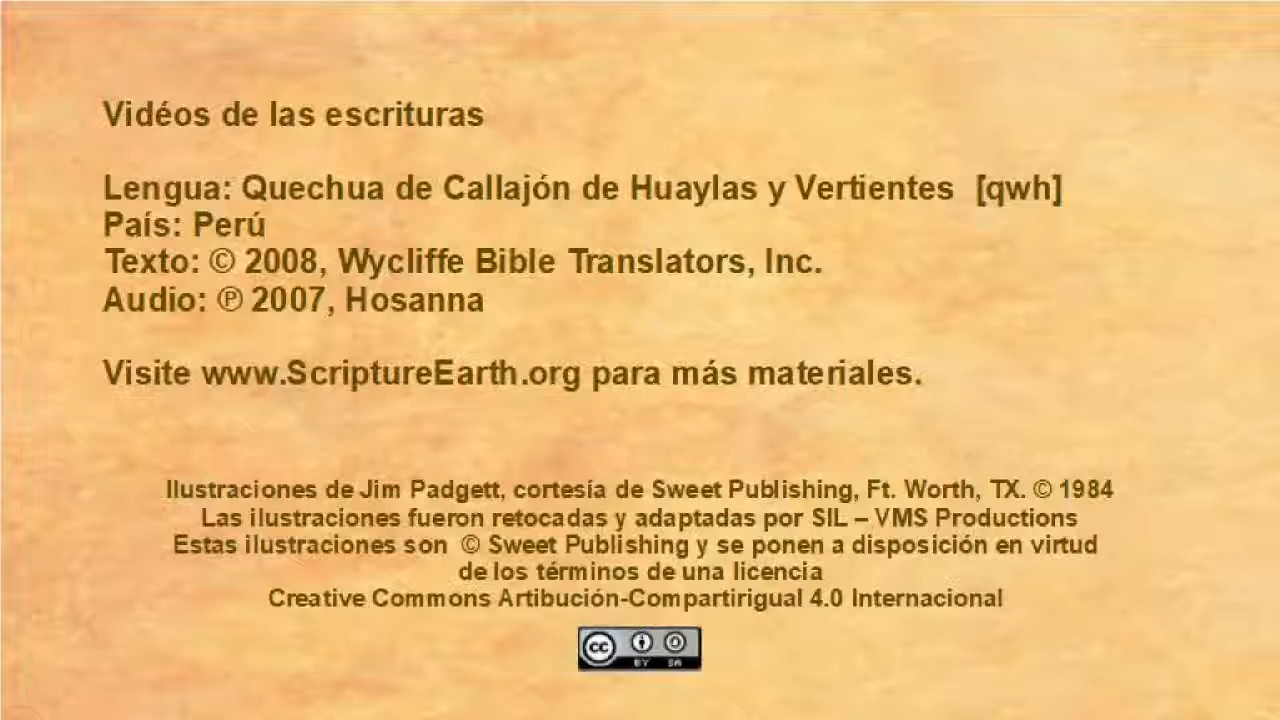 Vidéos de las escrituras
Lengua: Quechua de Callajón de Huaylas y Vertientes [qwh]
País: Perú
Texto: © 2008, Wycliffe Bible Translators, Inc.
Audio: ℗ 2007, Hosanna
Visite www.ScriptureEarth.org para más materiales.
Ilustraciones de Jim Padgett, cortesía de Sweet Publishing, Ft. Worth, TX. © 1984
Las ilustraciones fueron retocadas y adaptadas por SIL – VMS Productions
Estas ilustraciones son © Sweet Publishing y se ponen a disposición en virtud
de los términos de una licencia
Creative Commons Artibución-Compartirigual 4.0 Internacional
cc BY SA